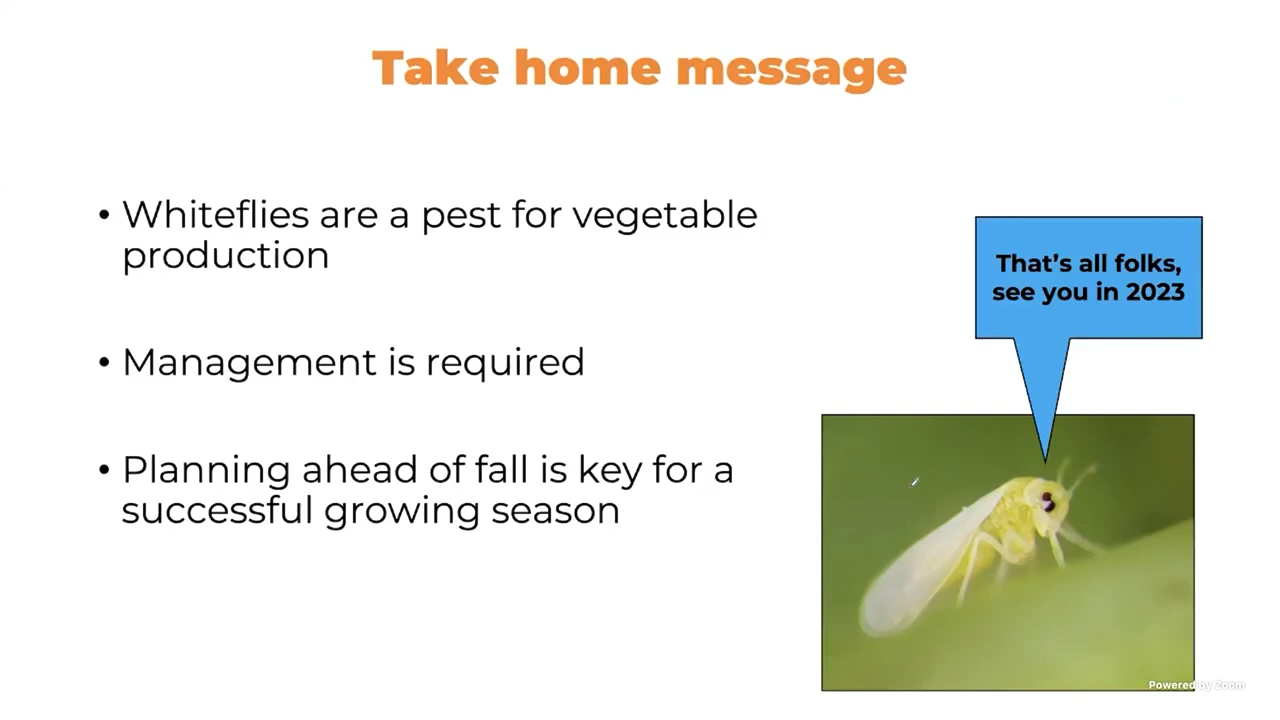 Take home message
• Whiteflies are a pest for vegetable
production
• Management is required
• Planning ahead of fall is key for a
successful growing season
That's all folks,
see you in 2023
Powered by Zoom